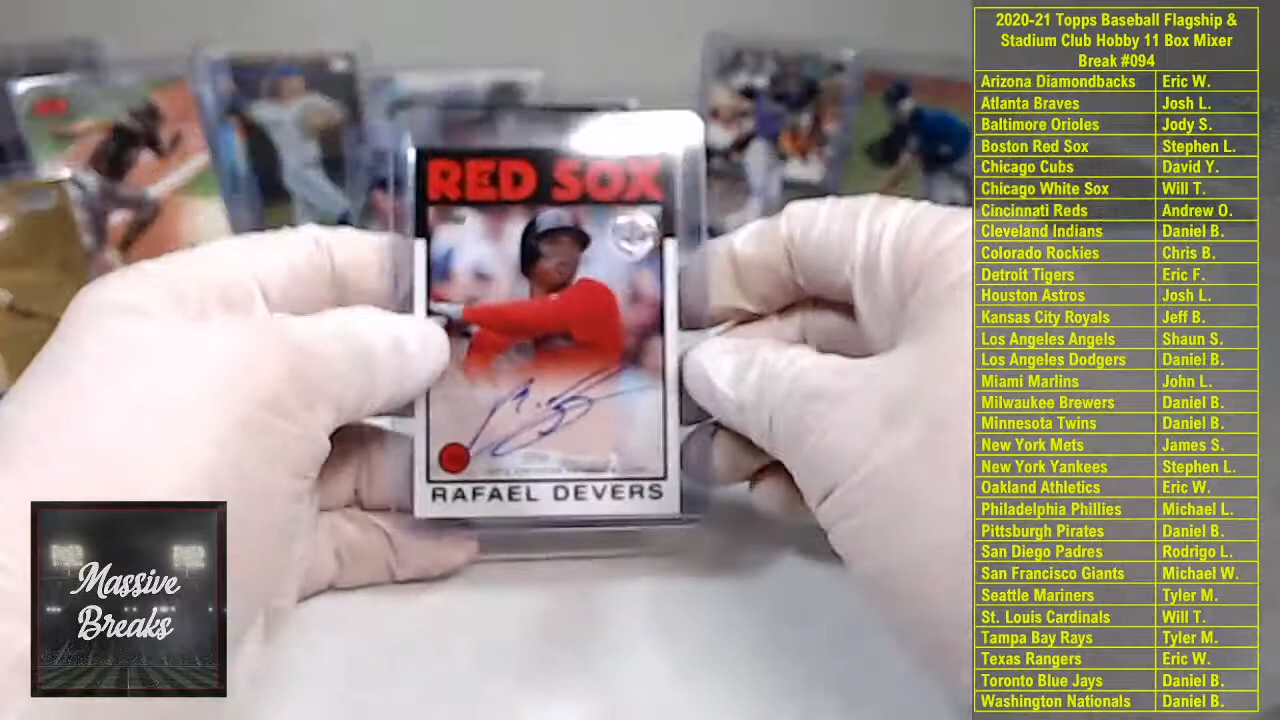 RED SOX
RAFAEL DEVERS
Massive
Breaks
2020-21 Topps Baseball Flagship &
Stadium Club Hobby 11 Box Mixer
Break #094
Arizona Diamondbacks Eric W.
Atlanta Braves Josh L.
Baltimore Orioles Jody S.
Boston Red Sox Stephen L.
Chicago Cubs David Y.
Chicago White Sox Will T.
Cincinnati Reds Andrew O.
Cleveland Indians Daniel B.
Colorado Rockies Chris B.
Detroit Tigers Eric F.
Houston Astros Josh L.
Kansas City Royals Jeff B.
Los Angeles Angels Shaun S.
Los Angeles Dodgers Daniel B.
Miami Marlins John L.
Milwaukee Brewers Daniel B.
Minnesota Twins Daniel B.
New York Mets James S.
New York Yankees Stephen L.
Oakland Athletics Eric W.
Philadelphia Phillies Michael L.
Pittsburgh Pirates Daniel B.
San Diego Padres Rodrigo L.
San Francisco Giants Michael W.
Seattle Mariners Tyler M.
St. Louis Cardinals Will T.
Tampa Bay Rays Tyler M.
Texas Rangers Eric W.
Toronto Blue Jays Daniel B.
Washington Nationals Daniel B.